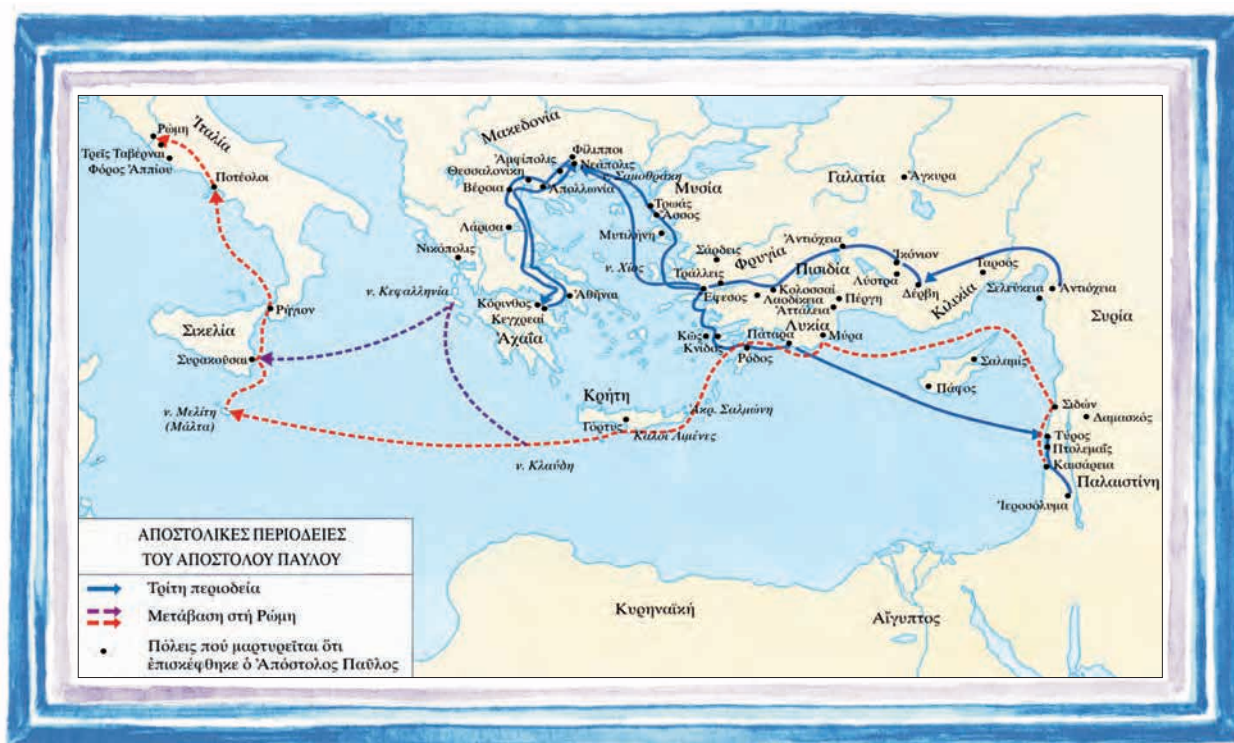 Ῥώμη
Ἰταλία
Τρεῖς Ταβέρναι
Φόρος Ἀππίου
Ποτέολοι
Μακεδονία
Φίλιπποι
Ἀμφίπολις
Νεάπολις
Θεσσαλονίκη
ν. Σαμοθράκη
Βέροια
Ἀπολλωνία
Μυσία
Γαλατία
Ἄγκυρα
Τρωάς
Ἄσσος
Λάρισα
Μυτιλήνη
Νικόπολις
Σάρδεις
Φρυγία
Ἀντιόχεια
Ἰκόνιον
ν. Χίος
Τράλλεις
Πισιδία
Λύστρα
Ταρσός
ν. Κεφαλληνία
Ἀθῆναι
Ἔφεσος
Κολοσσαί
Λαοδίκεια
Πέργη
Δέρβη
Κιλικία
Σελεύκεια
Ἀντιόχεια
Κόρινθος
Κεγχρεαί
Ἀττάλεια
Ῥήγιον
Συρία
Σικελία
Ἀχαΐα
Λυκία
Κῶς
Κνίδος
Πάταρα
Μύρα
Συρακοῦσαι
Ρόδος
Σαλαμίς
Πάφος
ν. Μελίτη
(Μάλτα)
Κρήτη
Γόρτυς
Ἀκρ. Σαλμώνη
Καλοί Λιμένες
Σιδών
Δαμασκός
Τύρος
Πτολεμαΐς
ν. Κλαύδη
Καισάρεια
Παλαιστίνη
Ἱεροσόλυμα
Κυρηναϊκή
Αἴγυπτος
ΑΠΟΣΤΟΛΙΚΕΣ ΠΕΡΙΟΔΕΙΕΣ
ΤΟΥ ΑΠΟΣΤΟΛΟΥ ΠΑΥΛΟΥ
Τρίτη περιοδεία
Μετάβαση στή Ρώμη
Πόλεις πού μαρτυρεῖται ὅτι
ἐπισκέφθηκε ὁ Ἀπόστολος Παῦλος